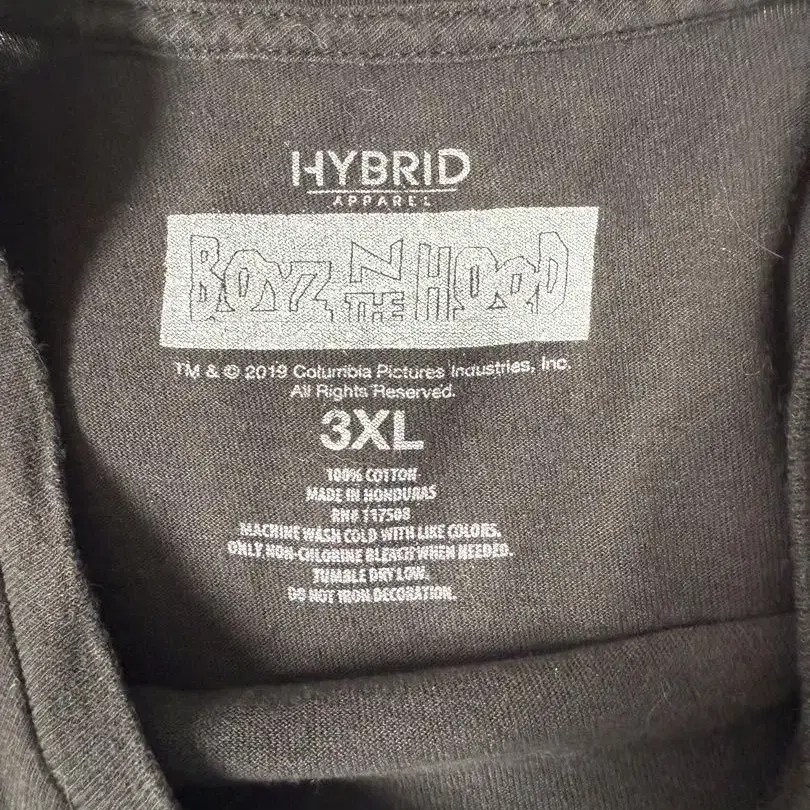 HYBRID
APPAREL
BOYZ N THE HOOD
TM & © 2019 Columbia Pictures Industries, Inc.
All Rights Reserved.
3XL
100% COTTON
MADE IN HONDURAS
RN# 117508
MACHINE WASH COLD WITH LIKE COLORS.
ONLY NON-CHLORINE BLEACH WHEN NEEDED.
TUMBLE DRY LOW.
DO NOT IRON DECORATION.